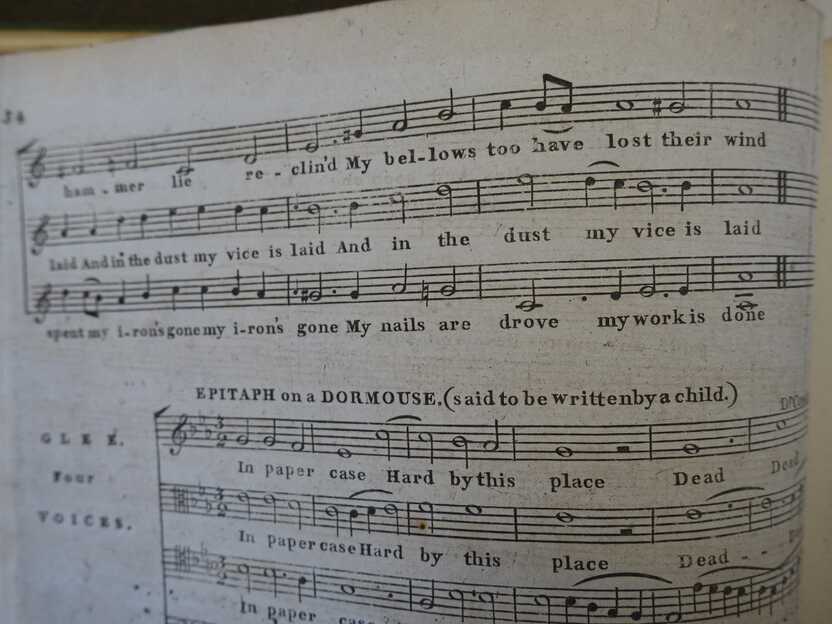 34
ham - mer lie re - clin'd My bel-lows too have lost their wind
laid And in the dust my vice is laid And in the dust my vice is laid
spent my i-ron's gone my i-ron's gone My nails are drove my work is done
EPITAPH on a DORMOUSE. (said to be written by a child.)
GLEE.
In paper case Hard by this place Dead Dead
Four
VOICES.
In paper case Hard by this place Dead - -
In paper